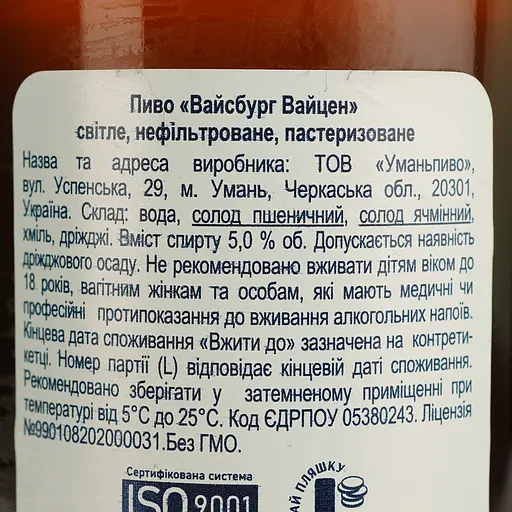 Пиво «Вайсбург Вайцен»
світле, нефільтроване, пастеризоване
Назва та адреса виробника: ТОВ «Уманьпиво»,
вул. Успенська, 29, м. Умань, Черкаська обл., 20301,
Україна. Склад: вода, солод пшеничний, солод ячмінний,
хміль, дріжджі. Вміст спирту 5,0 % об. Допускається наявність
дріжджового осаду. Не рекомендовано вживати дітям віком до
18 років, вагітним жінкам та особам, які мають медичні чи
професійні протипоказання до вживання алкогольних напоїв.
Кінцева дата споживання «Вжити до» зазначена на контрети-
кетці. Номер партії (L) відповідає кінцевій даті споживання.
Рекомендовано зберігати у затемненому приміщенні при
температурі від 5°С до 25°С. Код ЄДРПОУ 05380243. Ліцензія
№990108202000031.Без ГМО.
Сертифікована система
ISO 9001
АЙ ПЛЯШКУ